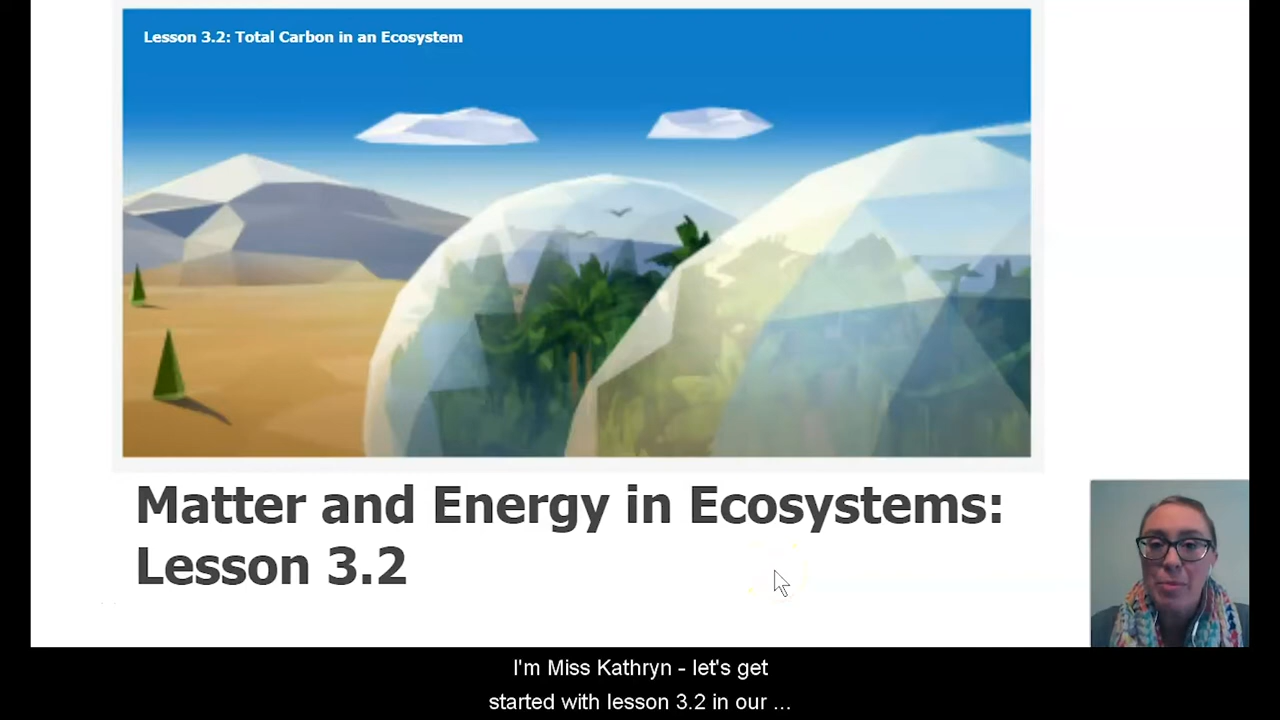 Lesson 3.2: Total Carbon in an Ecosystem
Matter and Energy in Ecosystems:
Lesson 3.2
I'm Miss Kathryn - let's get
started with lesson 3.2 in our ...